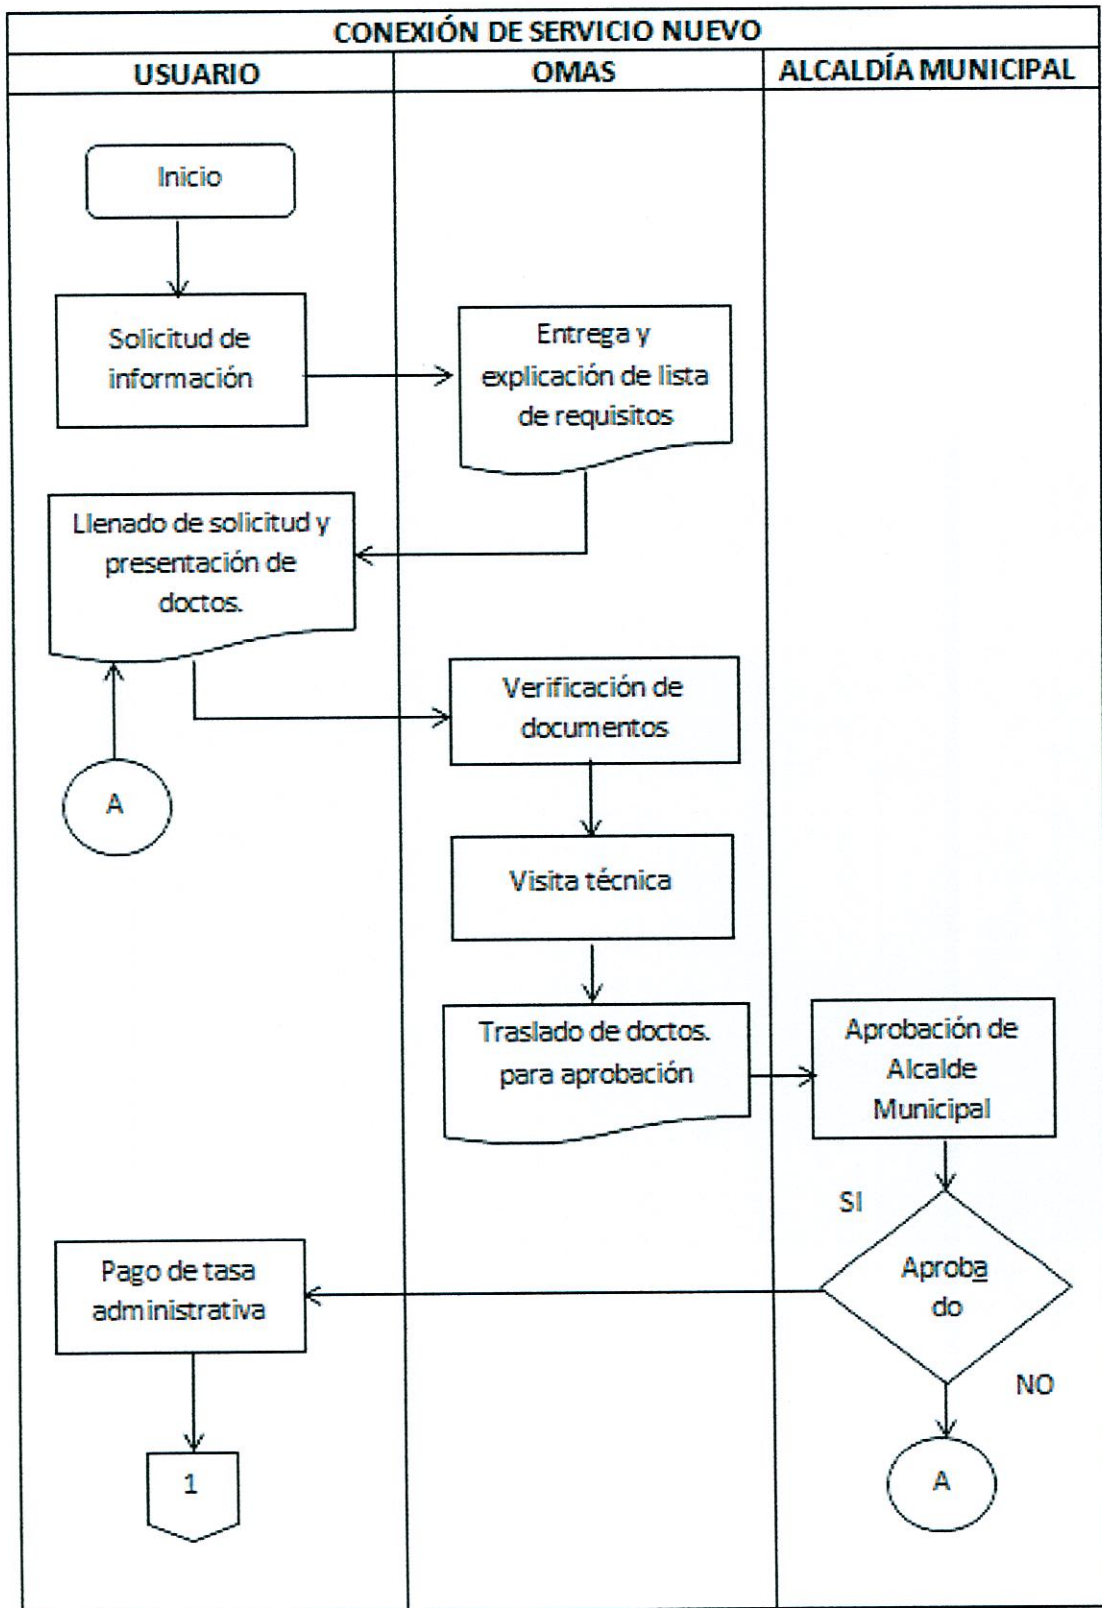 CONEXIÓN DE SERVICIO NUEVO
USUARIO
OMAS
ALCALDÍA MUNICIPAL
Inicio
Solicitud de
información
Entrega y
explicación de lista
de requisitos
Llenado de solicitud y
presentación de
doctos.
Verificación de
documentos
A
Visita técnica
Traslado de doctos.
para aprobación
Aprobación de
Alcalde
Municipal
SI
Aproba
do
Pago de tasa
administrativa
NO
1
A